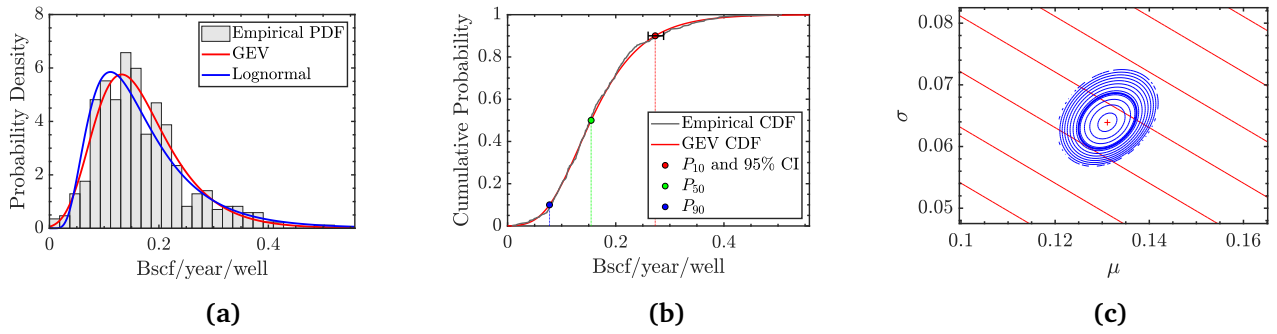 8
6
4
2
0
0
0.2
0.4
Probability Density
Bscf/year/well
Empirical PDF
GEV
Lognormal
(a)
1
0.8
0.6
0.4
0.2
0
0
0.2
0.4
Cumulative Probability
Bscf/year/well
Empirical CDF
GEV CDF
P10 and 95% CI
P50
P90
(b)
0.08
0.07
0.06
0.05
0.1
0.12
0.14
0.16
σ
μ
(c)